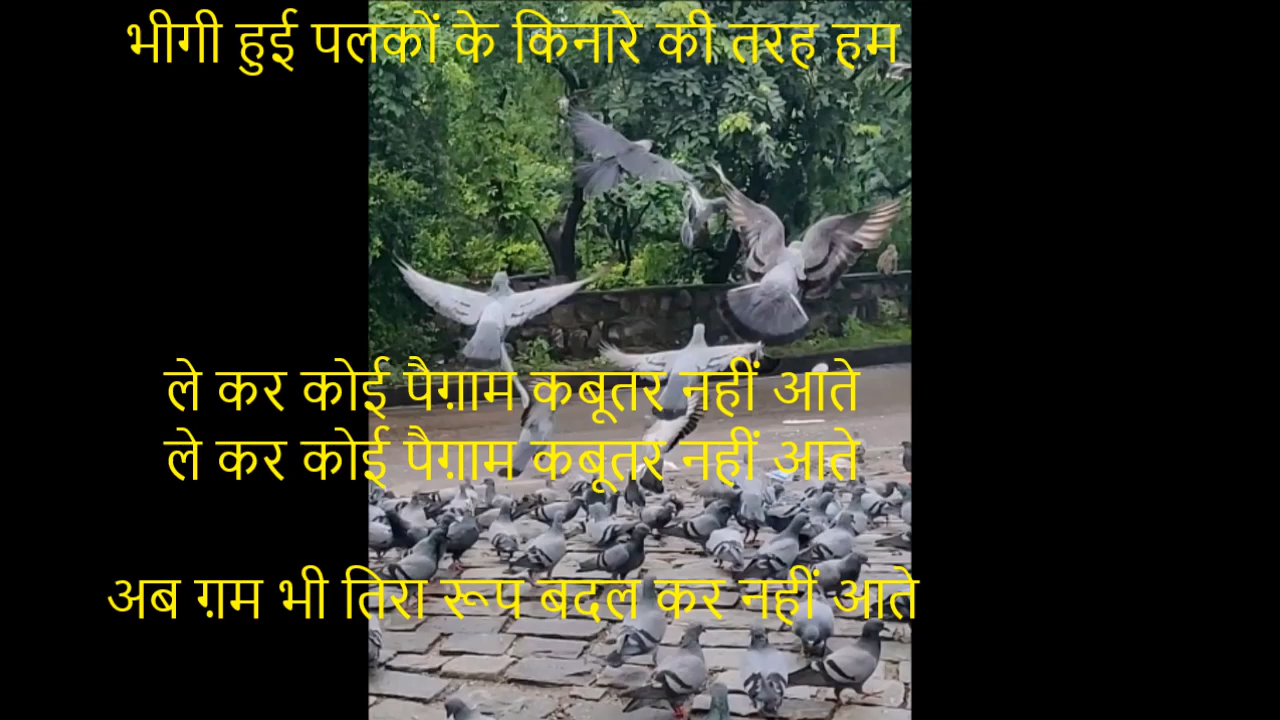 भीगी हुई पलकों के किनारे की तरह हम
ले कर कोई पैग़ाम कबूतर नहीं आते
ले कर कोई पैग़ाम कबूतर नहीं आते
अब ग़म भी तिरा रूप बदल कर नहीं आते